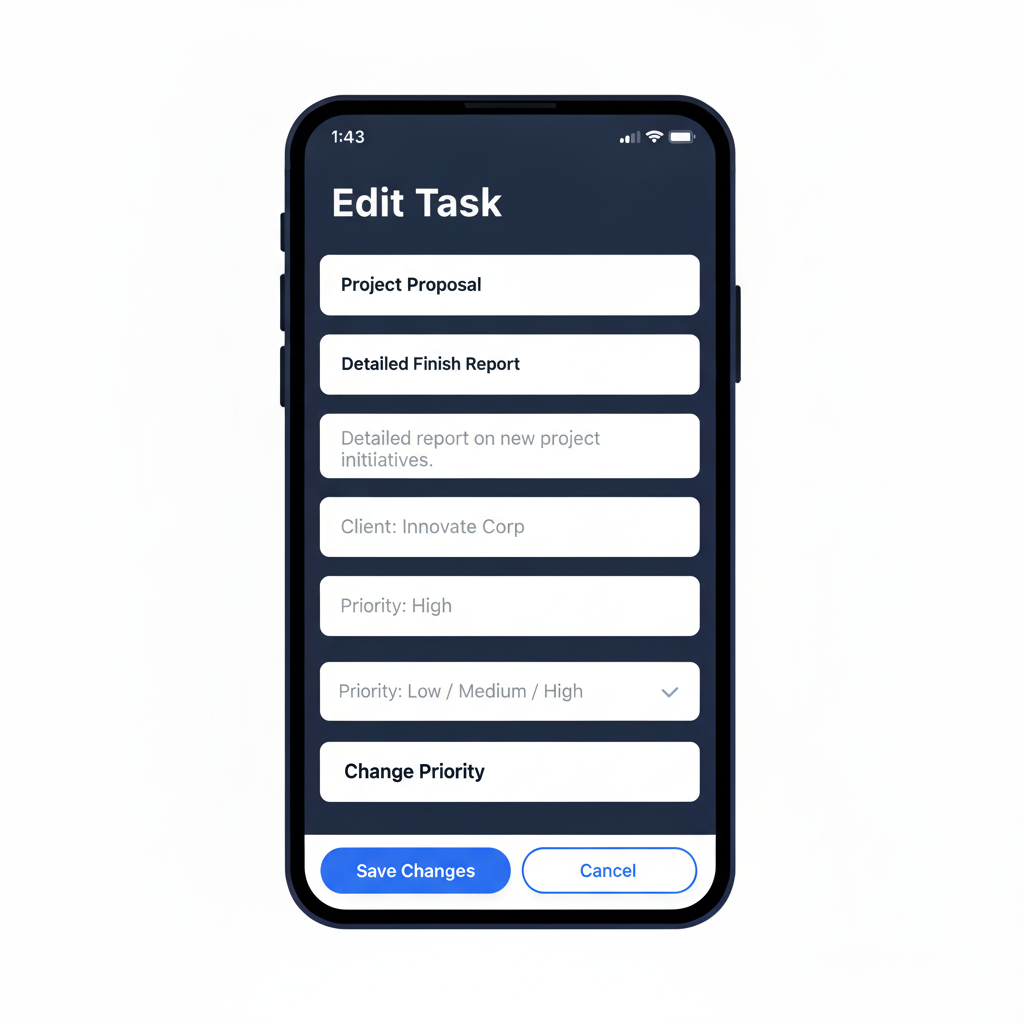 1:43
Edit Task
Project Proposal
Detailed Finish Report
Detailed report on new project
inittiatives.
Client: Innovate Corp
Priority: High
Priority: Low / Medium / High
Change Priority
Save Changes
Cancel